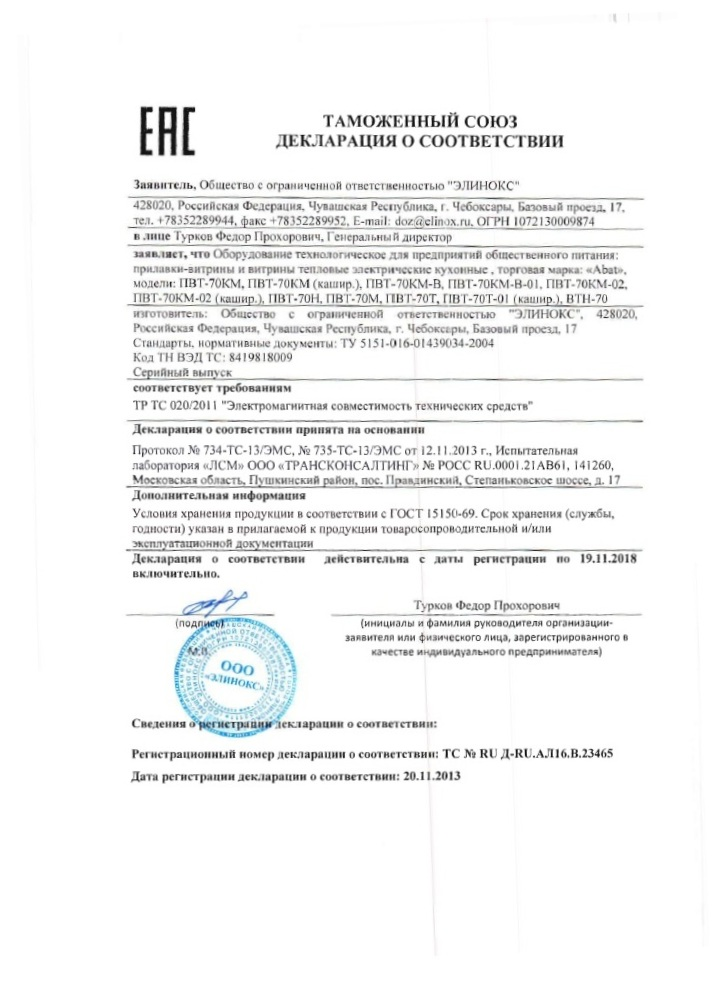 EAC
ТАМОЖЕННЫЙ СОЮЗ
ДЕКЛАРАЦИЯ О СООТВЕТСТВИИ
Заявитель, Общество с ограниченной ответственностью "ЭЛИНОКС"
428020, Российская Федерация, Чувашская Республика, г. Чебоксары, Базовый проезд, 17,
тел. +78352289944, факс +78352289952, E-mail: doz@elinox.ru, ОГРН 1072130009874
в лице Турков Федор Прохорович, Генеральный директор
заявляет, что Оборудование технологическое для предприятий общественного питания:
прилавки-витрины и витрины тепловые электрические кухонные , торговая марка: «Abat»,
модели: ПВТ-70КМ, ПВТ-70КМ (кашир.), ПВТ-70КМ-В, ПВТ-70КМ-В-01, ПВТ-70КМ-02,
ПВТ-70КМ-02 (кашир.), ПВТ-70Н, ПВТ-70М, ПВТ-70Т, ПВТ-70Т-01 (кашир.), ВТН-70
изготовитель: Общество с ограниченной ответственностью "ЭЛИНОКС", 428020,
Российская Федерация, Чувашская Республика, г. Чебоксары, Базовый проезд, 17
Стандарты, нормативные документы: ТУ 5151-016-01439034-2004
Код ТН ВЭД ТС: 8419818009
Серийный выпуск
соответствует требованиям
ТР ТС 020/2011 "Электромагнитная совместимость технических средств"
Декларация о соответствии принята на основании
Протокол № 734-ТС-13/ЭМС, № 735-ТС-13/ЭМС от 12.11.2013 г., Испытательная
лаборатория «ЛСМ» ООО «ТРАНСКОНСАЛТИНГ» № РОСС RU.0001.21АВ61, 141260,
Московская область, Пушкинский район, пос. Правдинский, Степаньковское шоссе, д. 17
Дополнительная информация
Условия хранения продукции в соответствии с ГОСТ 15150-69. Срок хранения (службы,
годности) указан в прилагаемой к продукции товаросопроводительной и/или
эксплуатационной документации
Декларация о соответствии действительна с даты регистрации по 19.11.2018
включительно.
Турков Федор Прохорович
(подпись)
(инициалы и фамилия руководителя организации-
заявителя или физического лица, зарегистрированного в
качестве индивидуального предпринимателя)
М.П.
ООО
«ЭЛИНОКС»
Сведения о регистрации декларации о соответствии:
Регистрационный номер декларации о соответствии: ТС № RU Д-RU.АЛ16.В.23465
Дата регистрации декларации о соответствии: 20.11.2013